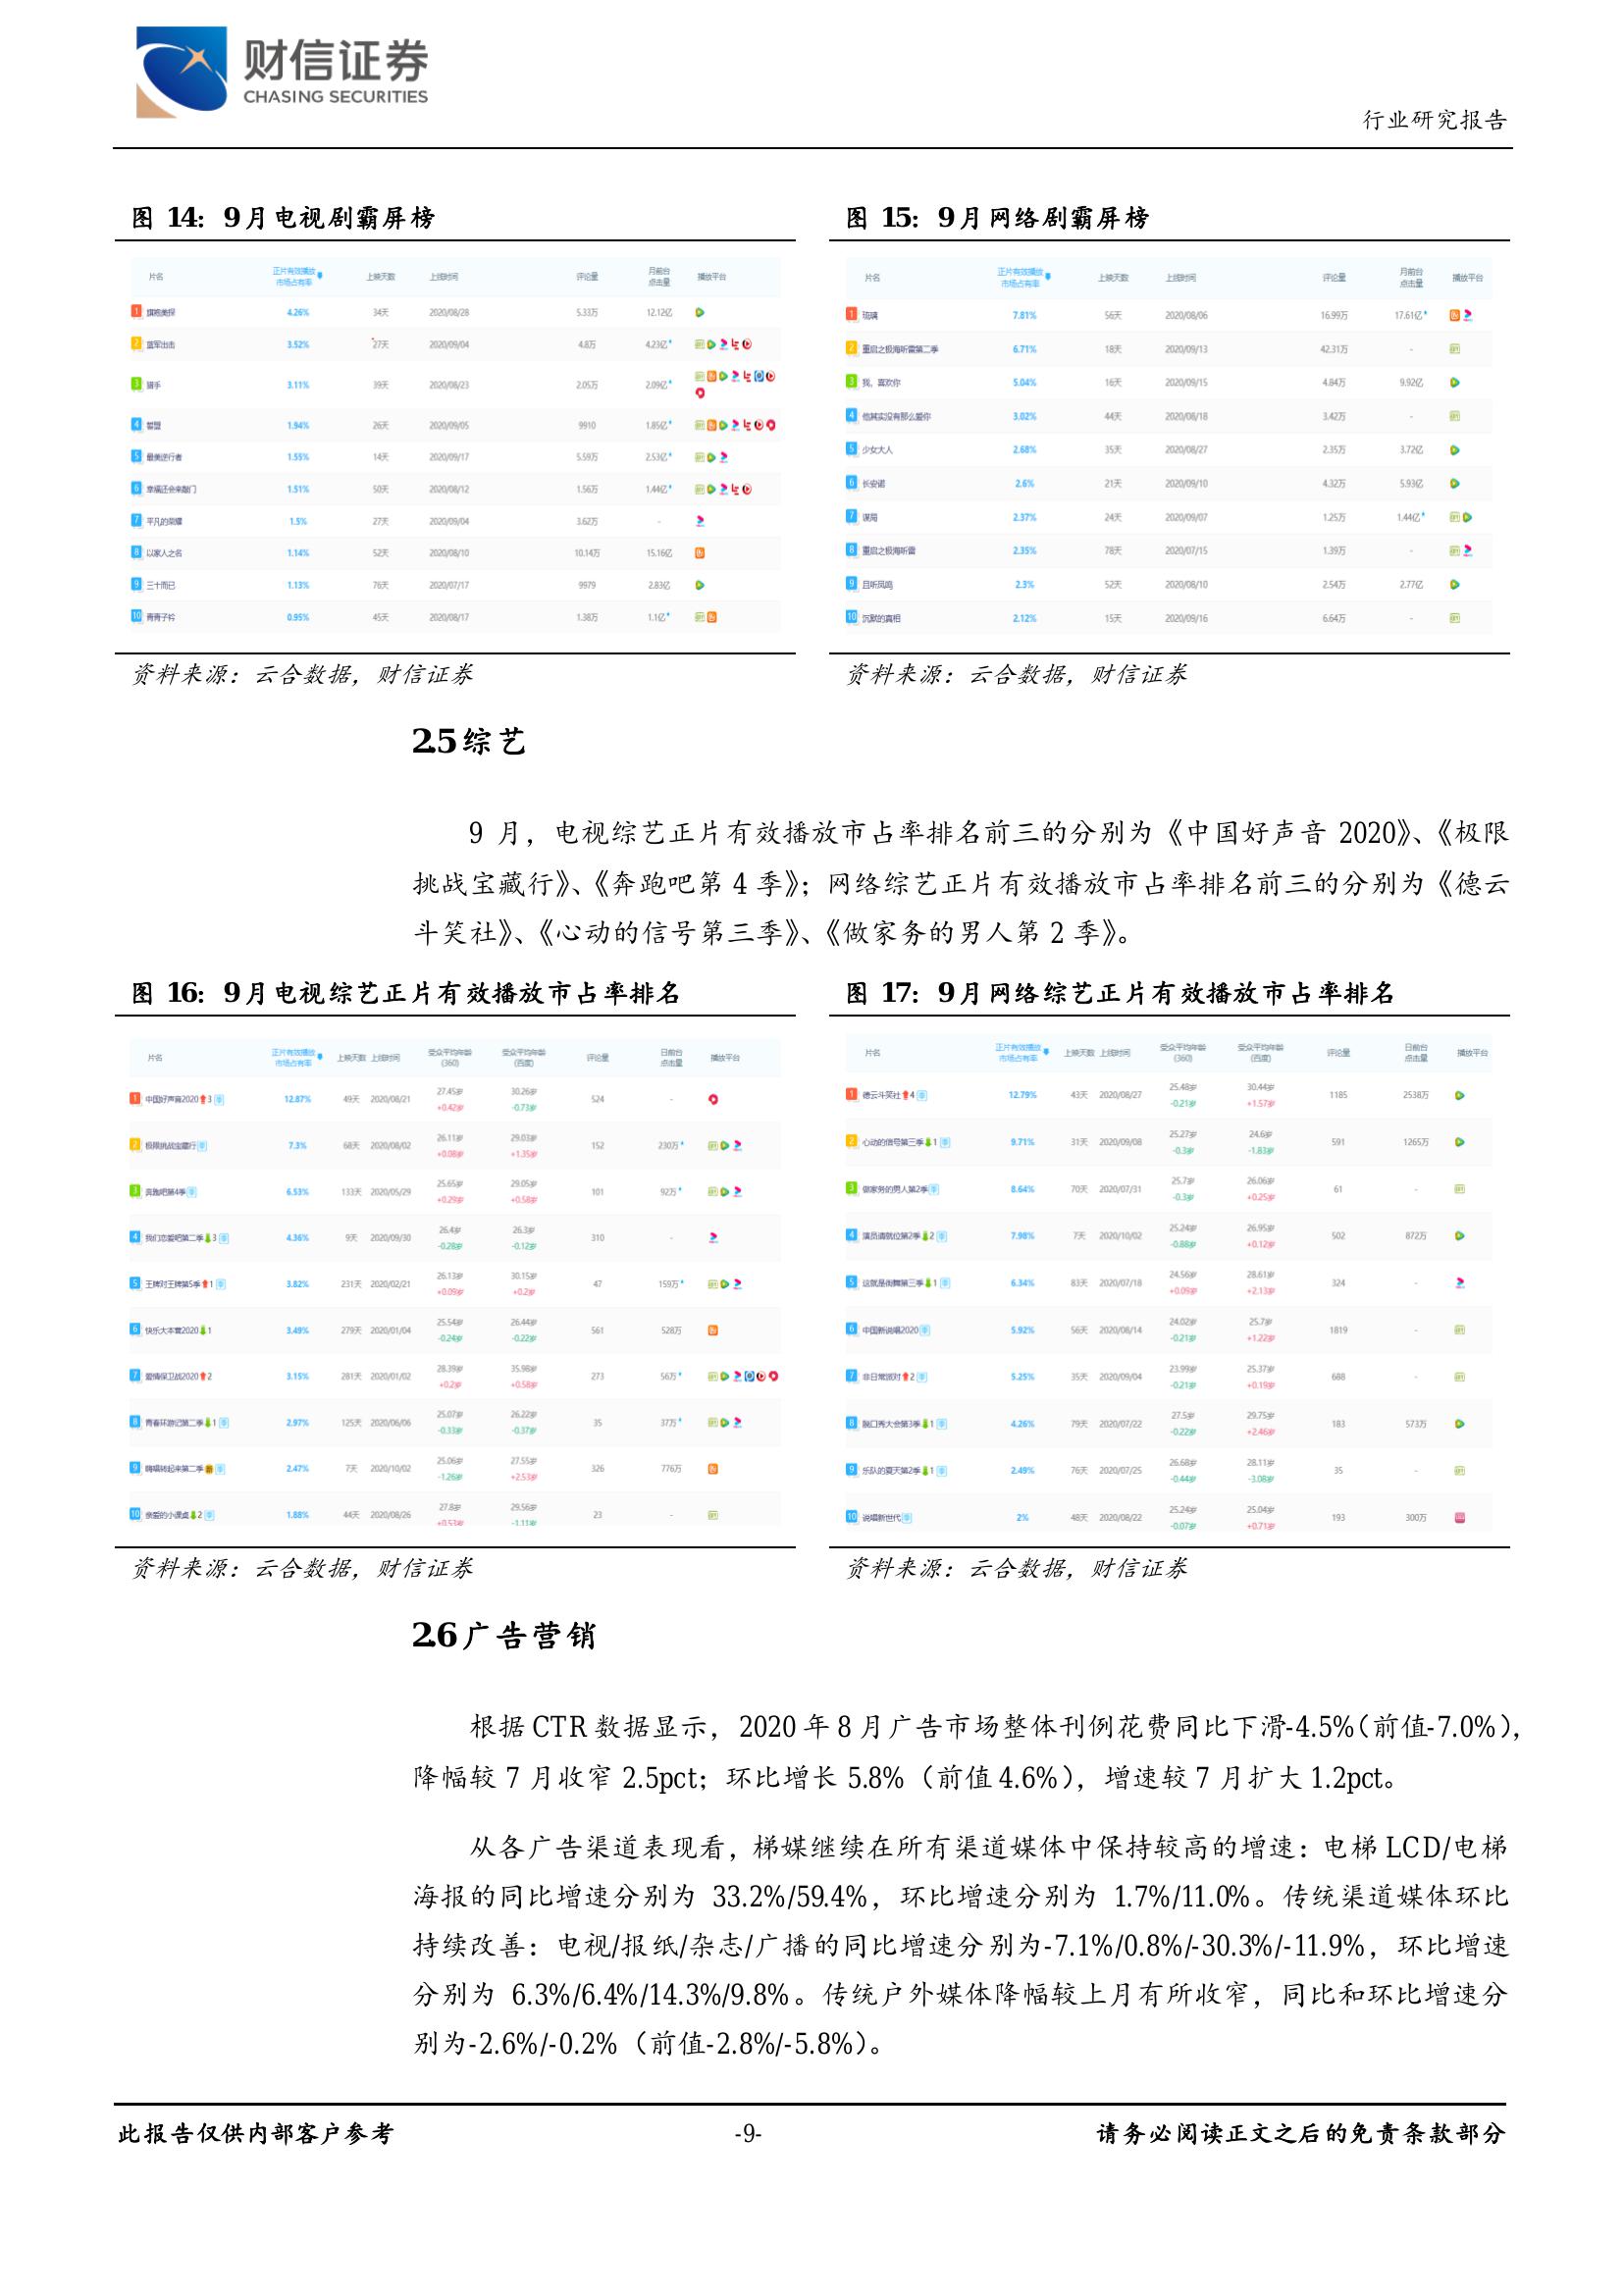 财信证券
CHASING SECURITIES
行业研究报告
图 14：9月电视剧霸屏榜
片名 正片有效播放市场占有率 上映天数 上线时间 评论量 月前台点击量 播放平台
1 旗袍美探 4.26% 34天 2020/08/28 5.33万 12.12亿
2 蓝军出击 3.52% 27天 2020/09/04 4.8万 4.23亿
3 猎手 3.11% 39天 2020/08/23 2.05万 2.09亿
4 誓盟 1.94% 26天 2020/09/05 9910 1.85亿
5 最美逆行者 1.55% 14天 2020/09/17 5.59万 2.53亿
6 幸福还会来敲门 1.51% 50天 2020/08/12 1.56万 1.44亿
7 平凡的荣耀 1.5% 27天 2020/09/04 3.62万 -
8 以家人之名 1.14% 52天 2020/08/10 10.14万 15.16亿
9 三十而已 1.13% 76天 2020/07/17 9979 2.83亿
10 青青子衿 0.95% 45天 2020/08/17 1.38万 1.1亿
资料来源：云合数据，财信证券
图 15：9月网络剧霸屏榜
片名 正片有效播放市场占有率 上映天数 上线时间 评论量 月前台点击量 播放平台
1 琉璃 7.81% 56天 2020/08/06 16.99万 17.61亿
2 重启之极海听雷第二季 6.71% 18天 2020/09/13 42.31万 -
3 我，喜欢你 5.04% 16天 2020/09/15 4.84万 9.92亿
4 他其实没有那么爱你 3.02% 44天 2020/08/18 3.42万 -
5 少女大人 2.68% 35天 2020/08/27 2.35万 3.72亿
6 长安诺 2.6% 21天 2020/09/10 4.32万 5.93亿
7 谋局 2.37% 24天 2020/09/07 1.25万 1.44亿
8 重启之极海听雷 2.35% 78天 2020/07/15 1.39万 -
9 且听凤鸣 2.3% 52天 2020/08/10 2.54万 2.77亿
10 沉默的真相 2.12% 15天 2020/09/16 6.64万 -
资料来源：云合数据，财信证券
2.5 综艺
9 月，电视综艺正片有效播放市占率排名前三的分别为《中国好声音 2020》、《极限
挑战宝藏行》、《奔跑吧第 4 季》；网络综艺正片有效播放市占率排名前三的分别为《德云
斗笑社》、《心动的信号第三季》、《做家务的男人第 2 季》。
图 16：9月电视综艺正片有效播放市占率排名
片名 正片有效播放市场占有率 上映天数 上线时间 受众平均年龄(360) 受众平均年龄(百度) 评论量 日前台点击量 播放平台
1 中国好声音2020 3 季 12.87% 49天 2020/08/21 27.45岁 +0.42岁 30.26岁 -0.73岁 524 -
2 极限挑战宝藏行 季 7.3% 68天 2020/08/02 26.11岁 +0.08岁 29.03岁 +1.35岁 152 230万
3 奔跑吧第4季 季 6.53% 133天 2020/05/29 25.65岁 +0.29岁 29.05岁 +0.58岁 101 92万
4 我们恋爱吧第二季 3 季 4.36% 9天 2020/09/30 26.4岁 -0.28岁 26.3岁 -0.12岁 310 -
5 王牌对王牌第5季 1 季 3.82% 231天 2020/02/21 26.13岁 +0.09岁 30.15岁 +0.2岁 47 159万
6 快乐大本营2020 1 3.49% 279天 2020/01/04 25.54岁 -0.24岁 26.44岁 -0.22岁 561 528万
7 爱情保卫战2020 2 3.15% 281天 2020/01/02 28.39岁 +0.2岁 35.98岁 +0.58岁 273 56万
8 青春环游记第二季 1 季 2.97% 125天 2020/06/06 25.07岁 -0.33岁 26.22岁 -0.37岁 35 37万
9 嗨唱转起来第二季 新 季 2.47% 7天 2020/10/02 25.06岁 -1.26岁 27.55岁 +2.53岁 326 776万
10 亲爱的小课桌 2 季 1.88% 44天 2020/08/26 27.8岁 +0.53岁 29.56岁 -1.11岁 23 -
资料来源：云合数据，财信证券
图 17：9月网络综艺正片有效播放市占率排名
片名 正片有效播放市场占有率 上映天数 上线时间 受众平均年龄(360) 受众平均年龄(百度) 评论量 日前台点击量 播放平台
1 德云斗笑社 4 季 12.79% 43天 2020/08/27 25.48岁 -0.21岁 30.44岁 +1.57岁 1185 2538万
2 心动的信号第三季 1 季 9.71% 31天 2020/09/08 25.27岁 -0.3岁 24.6岁 -1.83岁 591 1265万
3 做家务的男人第2季 季 8.64% 70天 2020/07/31 25.7岁 -0.3岁 26.06岁 +0.25岁 61 -
4 演员请就位第2季 2 季 7.98% 7天 2020/10/02 25.24岁 -0.88岁 26.95岁 +0.12岁 502 872万
5 这就是街舞第三季 1 季 6.34% 83天 2020/07/18 24.56岁 +0.09岁 28.61岁 +2.13岁 324 -
6 中国新说唱2020 季 5.92% 56天 2020/08/14 24.02岁 -0.21岁 25.7岁 +1.22岁 1819 -
7 非日常派对 2 季 5.25% 35天 2020/09/04 23.99岁 -0.21岁 25.37岁 +0.19岁 688 -
8 脱口秀大会第3季 1 季 4.26% 79天 2020/07/22 27.5岁 -0.22岁 29.75岁 +2.46岁 183 573万
9 乐队的夏天第2季 1 季 2.49% 76天 2020/07/25 26.68岁 -0.44岁 28.11岁 -3.08岁 35 -
10 说唱新世代 季 2% 48天 2020/08/22 25.24岁 -0.07岁 25.04岁 +0.71岁 193 300万
资料来源：云合数据，财信证券
2.6 广告营销
根据 CTR 数据显示，2020 年 8 月广告市场整体刊例花费同比下滑-4.5%（前值-7.0%），
降幅较 7 月收窄 2.5pct；环比增长 5.8%（前值 4.6%），增速较 7 月扩大 1.2pct。
从各广告渠道表现看，梯媒继续在所有渠道媒体中保持较高的增速：电梯 LCD/电梯
海报的同比增速分别为 33.2%/59.4%，环比增速分别为 1.7%/11.0%。传统渠道媒体环比
持续改善：电视/报纸/杂志/广播的同比增速分别为-7.1%/0.8%/-30.3%/-11.9%，环比增速
分别为 6.3%/6.4%/14.3%/9.8%。传统户外媒体降幅较上月有所收窄，同比和环比增速分
别为-2.6%/-0.2%（前值-2.8%/-5.8%）。
此报告仅供内部客户参考
-9-
请务必阅读正文之后的免责条款部分